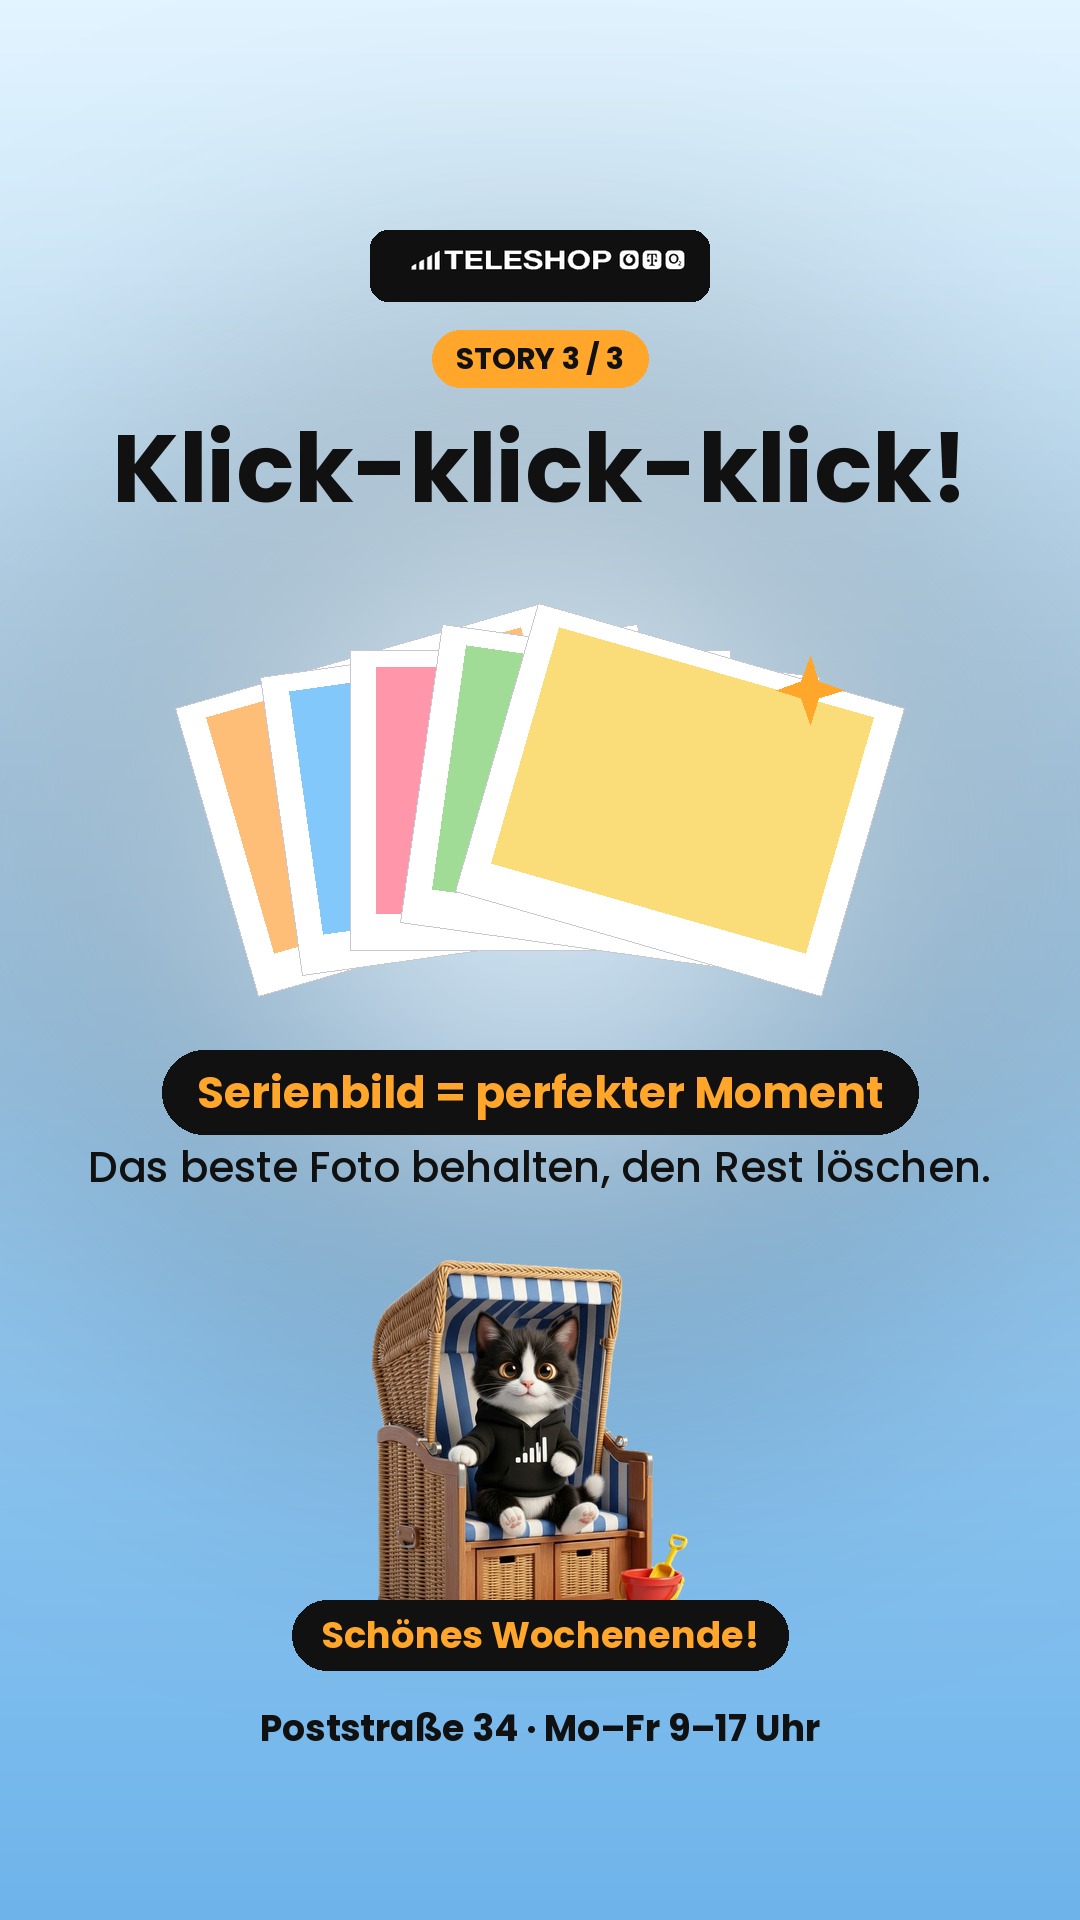 TELESHOP
STORY 3 / 3
Klick-klick-klick!
Serienbild = perfekter Moment
Das beste Foto behalten, den Rest löschen.
Schönes Wochenende!
Poststraße 34 · Mo–Fr 9–17 Uhr